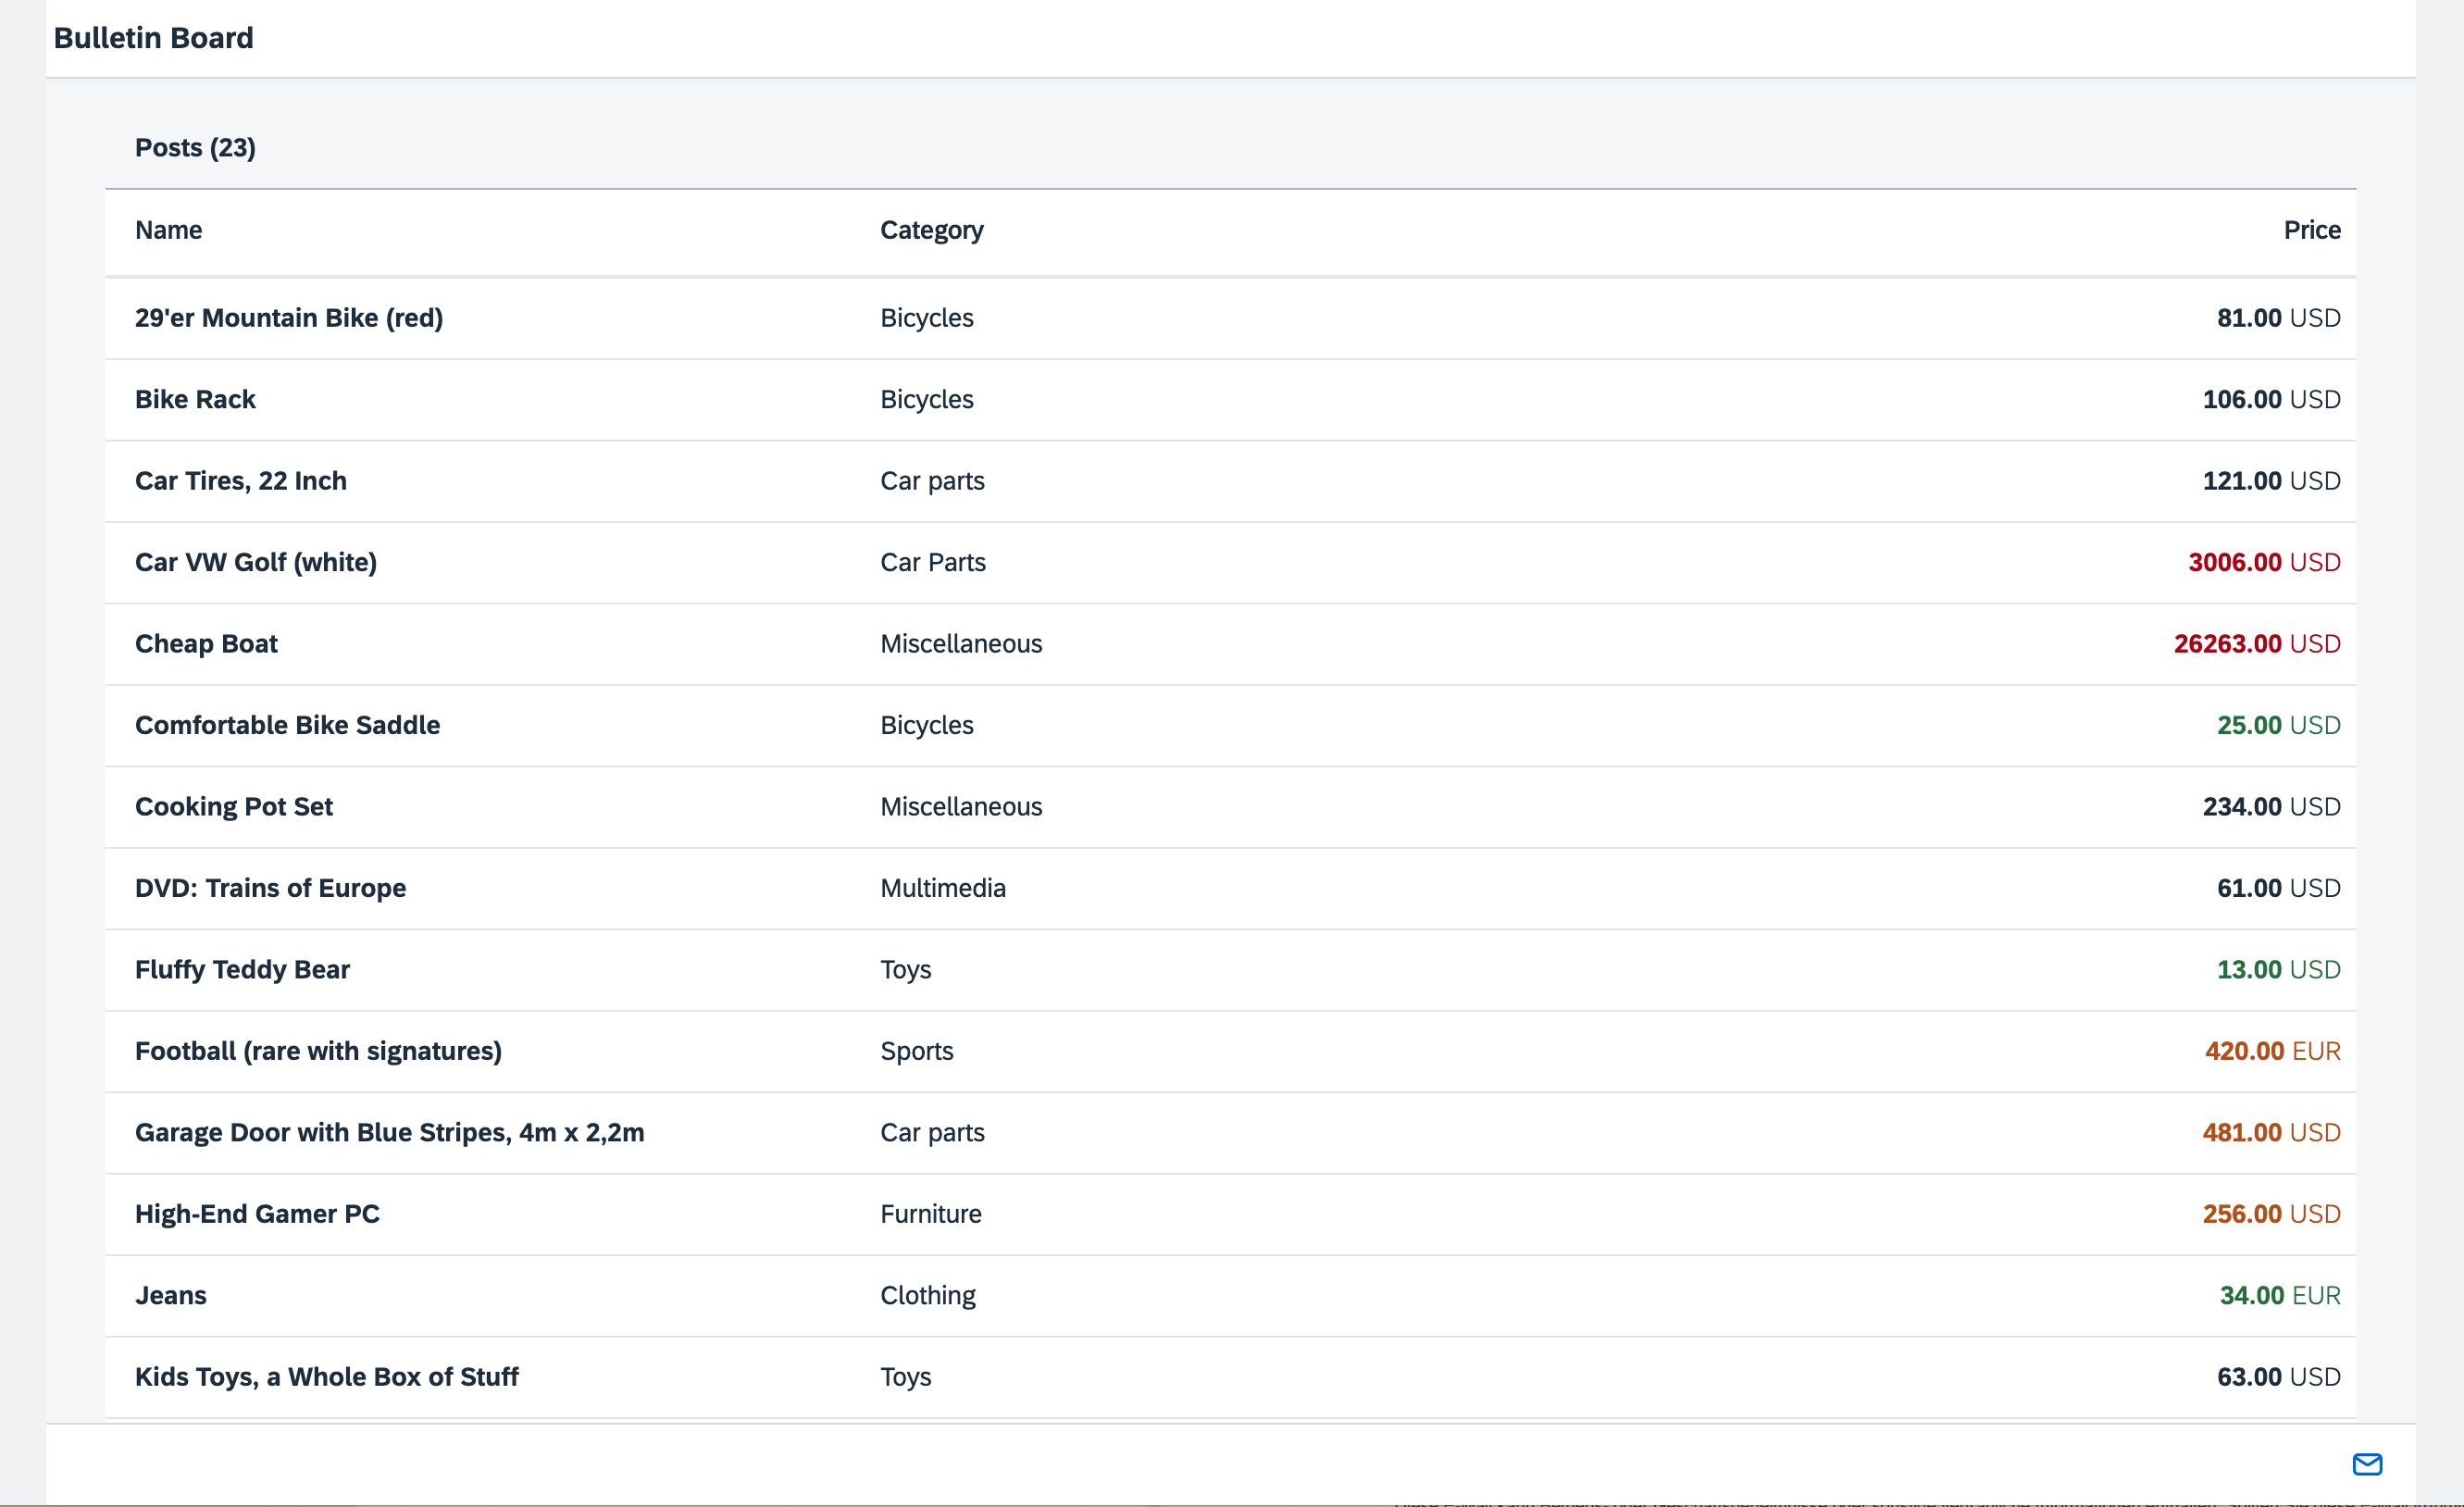 Bulletin Board
Posts (23)
Name Category Price
29'er Mountain Bike (red) Bicycles 81.00 USD
Bike Rack Bicycles 106.00 USD
Car Tires, 22 Inch Car parts 121.00 USD
Car VW Golf (white) Car Parts 3006.00 USD
Cheap Boat Miscellaneous 26263.00 USD
Comfortable Bike Saddle Bicycles 25.00 USD
Cooking Pot Set Miscellaneous 234.00 USD
DVD: Trains of Europe Multimedia 61.00 USD
Fluffy Teddy Bear Toys 13.00 USD
Football (rare with signatures) Sports 420.00 EUR
Garage Door with Blue Stripes, 4m x 2,2m Car parts 481.00 USD
High-End Gamer PC Furniture 256.00 USD
Jeans Clothing 34.00 EUR
Kids Toys, a Whole Box of Stuff Toys 63.00 USD